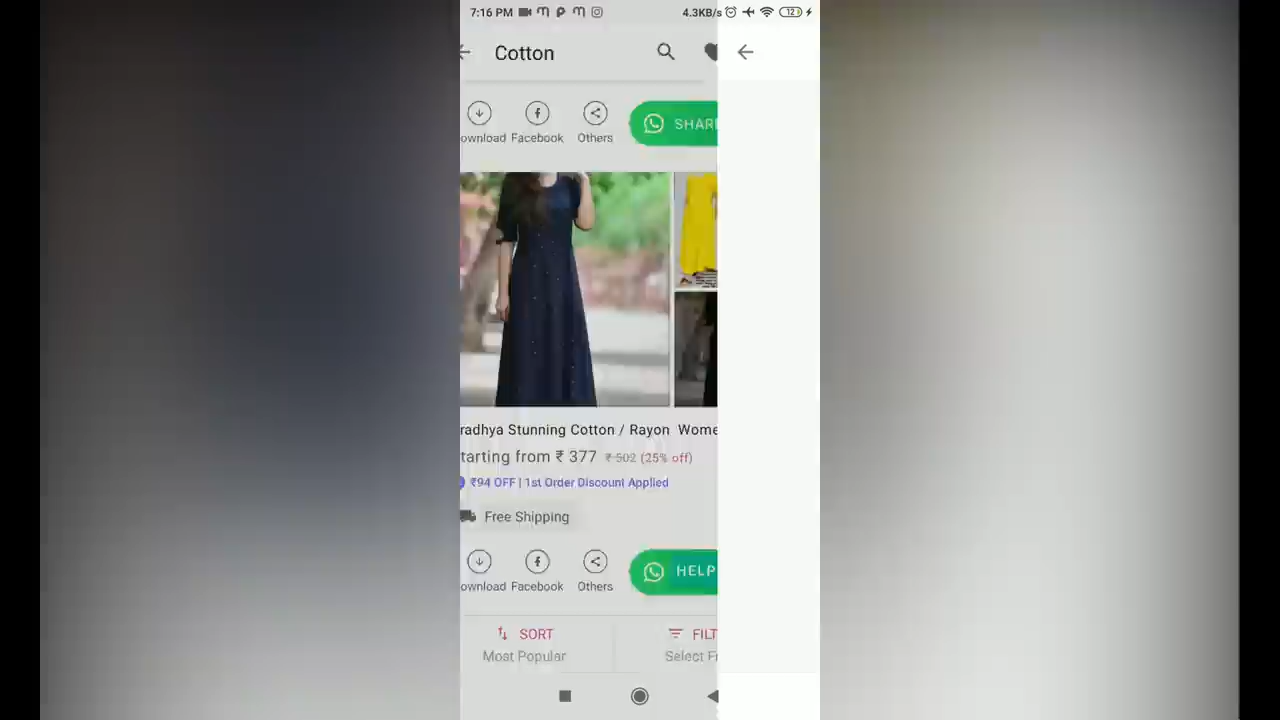 7:16 PM 4.3KB/s 12
Cotton
ownload Facebook Others SHAR
radhya Stunning Cotton / Rayon Wome
tarting from ₹ 377 ₹ 502 (25% off)
₹94 OFF | 1st Order Discount Applied
Free Shipping
ownload Facebook Others HELP
SORT FILT
Most Popular Select Fi